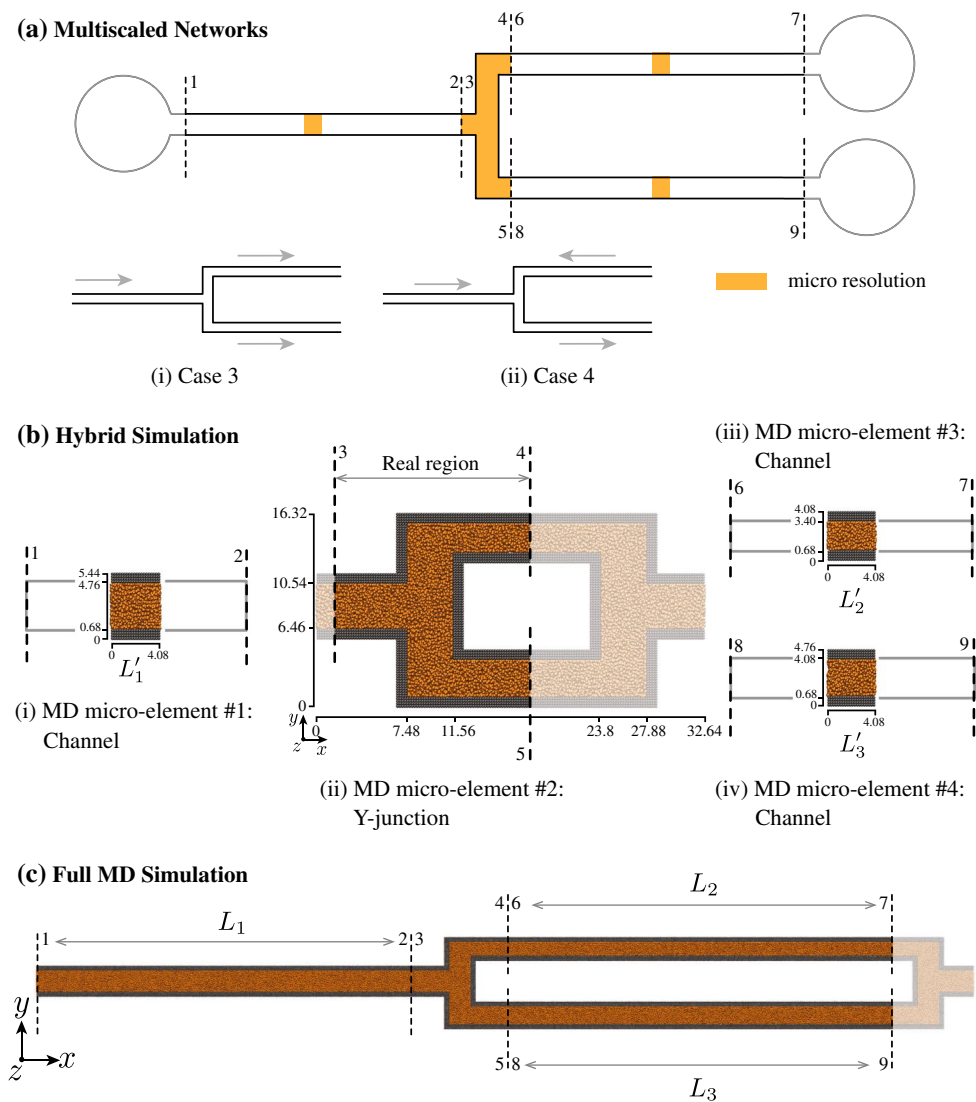 (a) Multiscaled Networks
1
2 3
4 6
7
5 8
9
micro resolution
(i) Case 3
(ii) Case 4
(b) Hybrid Simulation
1
2
5.44
4.76
0.68
0
0
4.08
L′1
(i) MD micro-element #1:
Channel
3
4
Real region
16.32
10.54
6.46
0
y
z
x
0
7.48
11.56
23.8
27.88
32.64
5
(ii) MD micro-element #2:
Y-junction
(iii) MD micro-element #3:
Channel
6
7
4.08
3.40
0.68
0
0
4.08
L′2
8
9
4.76
4.08
0.68
0
0
4.08
L′3
(iv) MD micro-element #4:
Channel
(c) Full MD Simulation
1
L1
2 3
4 6
L2
7
y
z
x
5 8
L3
9